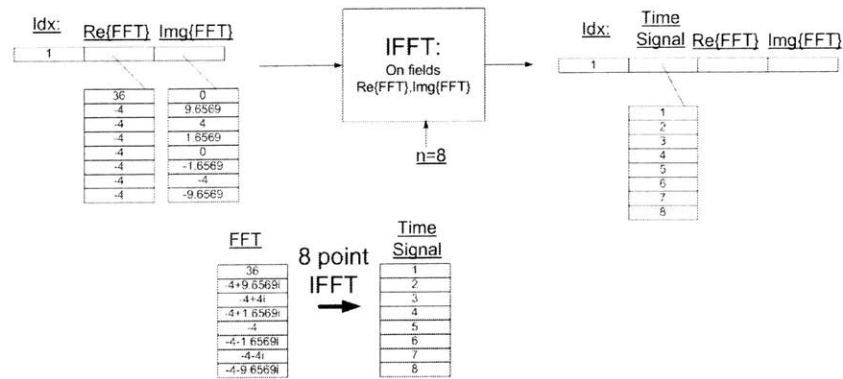 Idx: Re{FFT} Img{FFT}
1
36 0
-4 9.6569
-4 4
-4 1.6569
-4 0
-4 -1.6569
-4 -4
-4 -9.6569
IFFT:
On fields
Re{FFT},Img{FFT}
n=8
Idx: Time Signal Re{FFT} Img{FFT}
1
1
2
3
4
5
6
7
8
FFT
36
-4+9.6569i
-4+4i
-4+1.6569i
-4
-4-1.6569i
-4-4i
-4-9.6569i
8 point
IFFT
Time
Signal
1
2
3
4
5
6
7
8